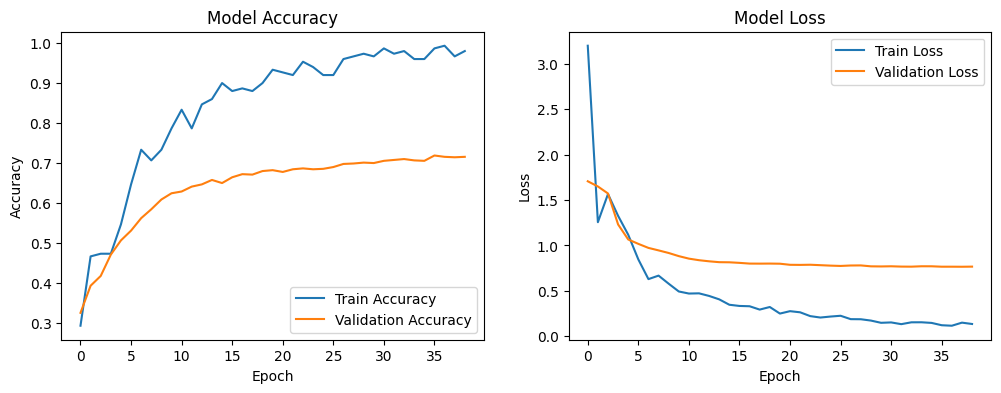 Model Accuracy
Accuracy
1.0
0.9
0.8
0.7
0.6
0.5
0.4
0.3
Train Accuracy
Validation Accuracy
0 5 10 15 20 25 30 35
Epoch
Model Loss
Loss
3.0
2.5
2.0
1.5
1.0
0.5
0.0
Train Loss
Validation Loss
0 5 10 15 20 25 30 35
Epoch